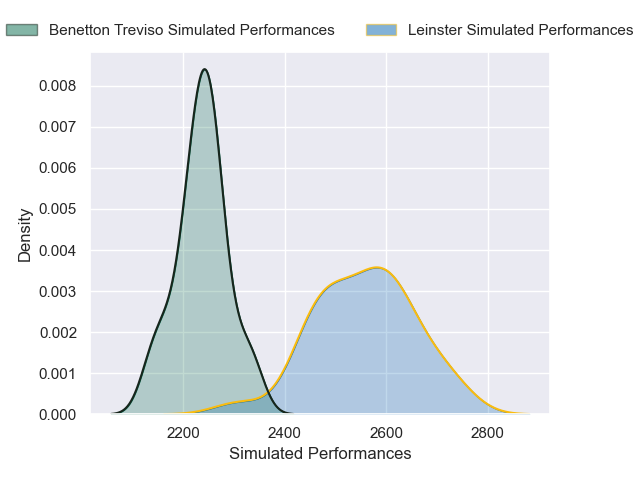 Benetton Treviso Simulated Performances Leinster Simulated Performances
0.008
0.007
0.006
0.005
0.004
0.003
0.002
0.001
0.000
Density
2200 2400 2600 2800
Simulated Performances